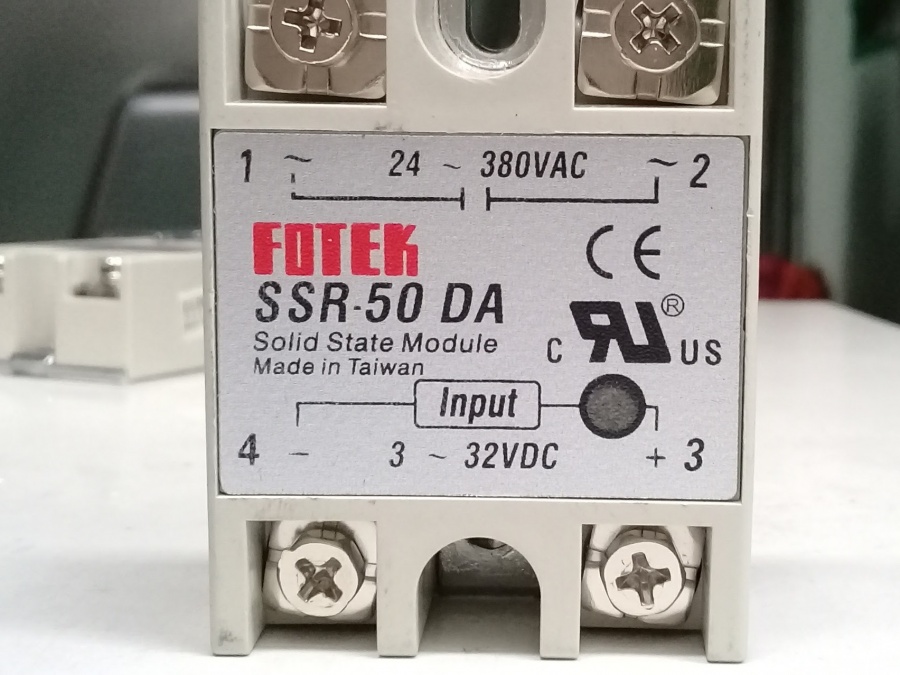 1 ~ 24 ~ 380VAC ~ 2
FOTEK
CE
SSR-50 DA
Solid State Module
C RU ® US
Made in Taiwan
Input
4 - 3 ~ 32VDC + 3